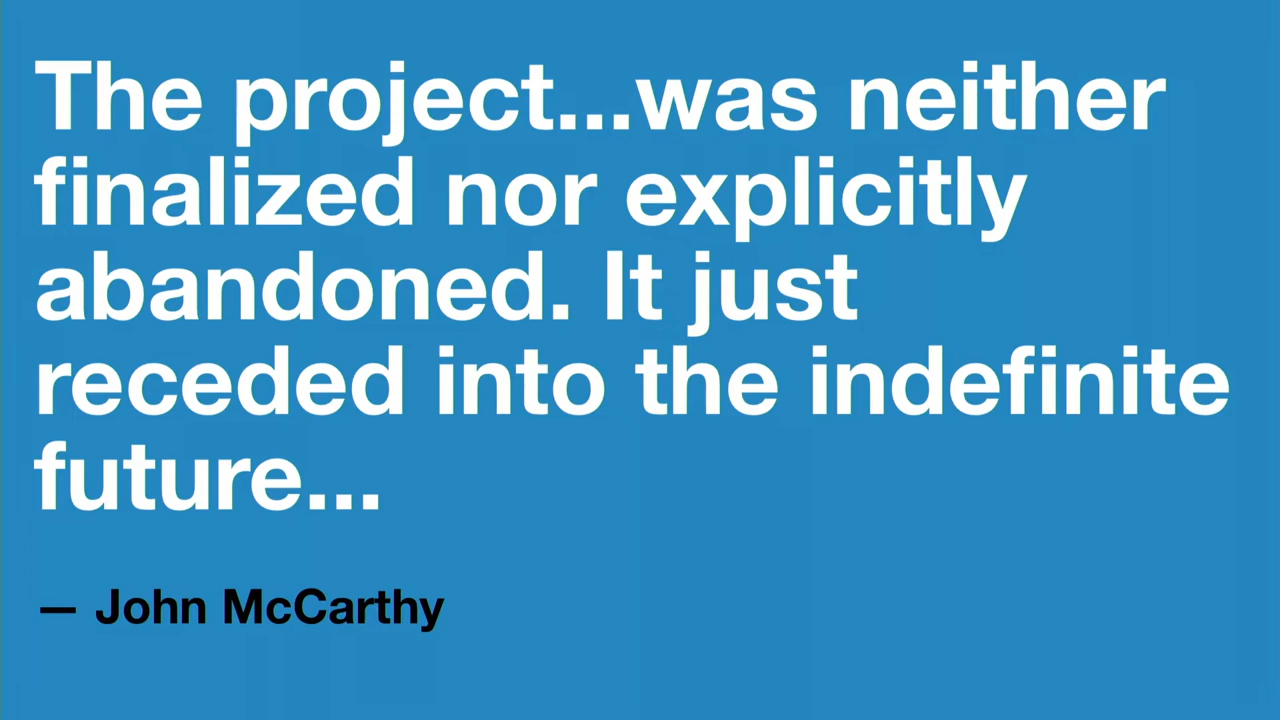 The project...was neither
finalized nor explicitly
abandoned. It just
receded into the indefinite
future...
— John McCarthy